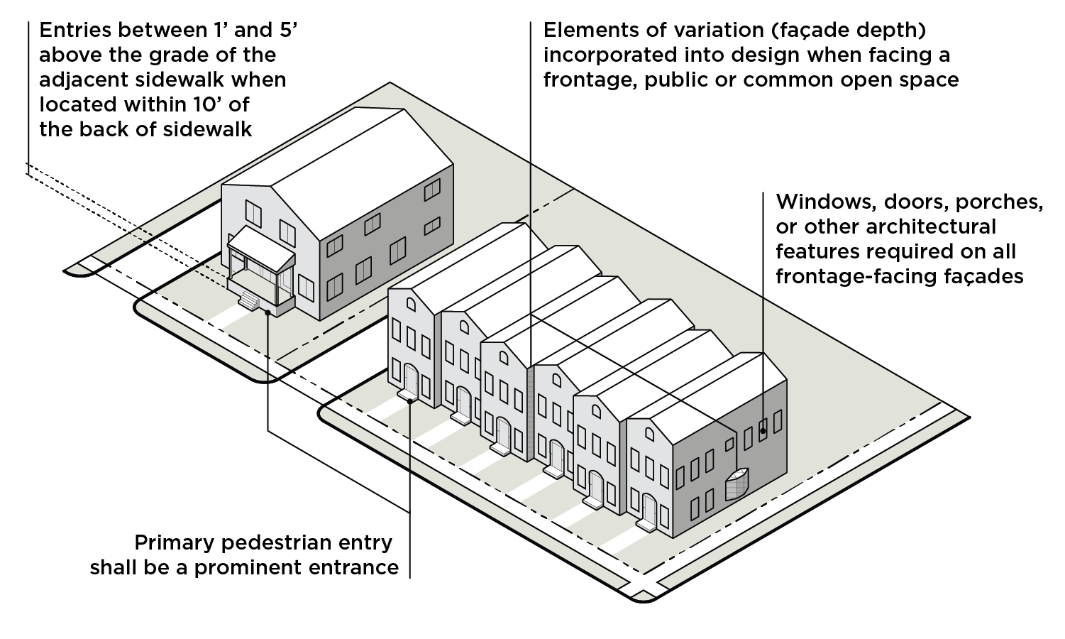 Entries between 1’ and 5’
above the grade of the
adjacent sidewalk when
located within 10’ of
the back of sidewalk
Elements of variation (façade depth)
incorporated into design when facing a
frontage, public or common open space
Windows, doors, porches,
or other architectural
features required on all
frontage-facing façades
Primary pedestrian entry
shall be a prominent entrance